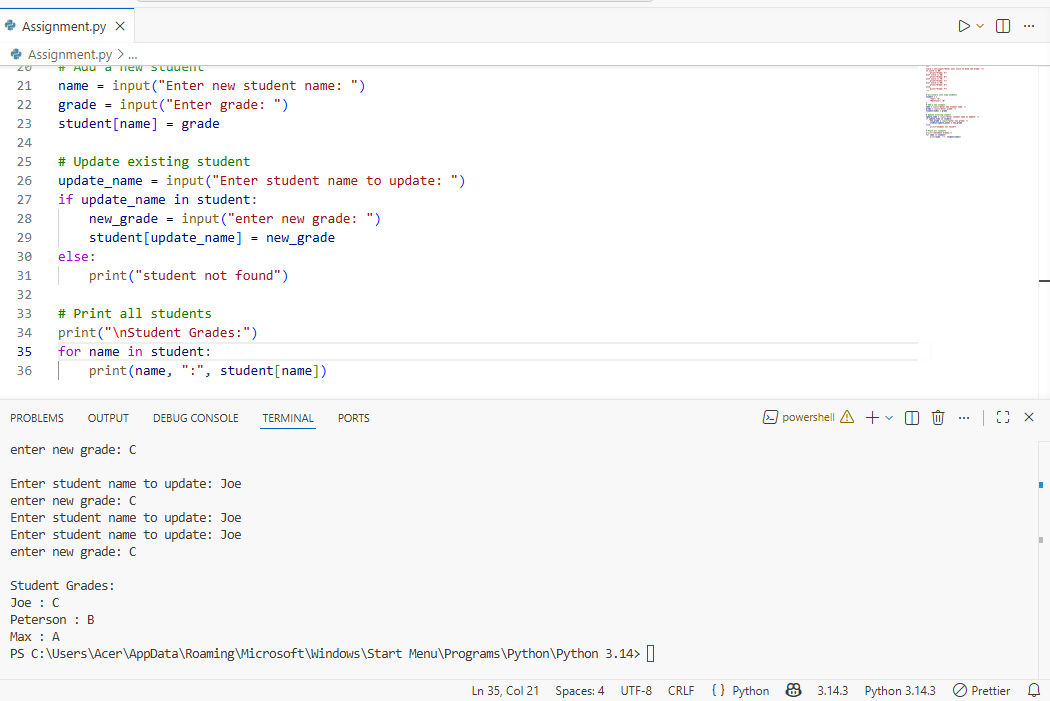 Assignment.py
Assignment.py > ...
20 # Add a new student
21 name = input("Enter new student name: ")
22 grade = input("Enter grade: ")
23 student[name] = grade
24
25 # Update existing student
26 update_name = input("Enter student name to update: ")
27 if update_name in student:
28     new_grade = input("enter new grade: ")
29     student[update_name] = new_grade
30 else:
31     print("student not found")
32
33 # Print all students
34 print("\nStudent Grades:")
35 for name in student:
36     print(name, ":", student[name])
PROBLEMS OUTPUT DEBUG CONSOLE TERMINAL PORTS powershell
enter new grade: C
Enter student name to update: Joe
enter new grade: C
Enter student name to update: Joe
Enter student name to update: Joe
enter new grade: C
Student Grades:
Joe : C
Peterson : B
Max : A
PS C:\Users\Acer\AppData\Roaming\Microsoft\Windows\Start Menu\Programs\Python\Python 3.14>
Ln 35, Col 21 Spaces: 4 UTF-8 CRLF { } Python 3.14.3 Python 3.14.3 Prettier